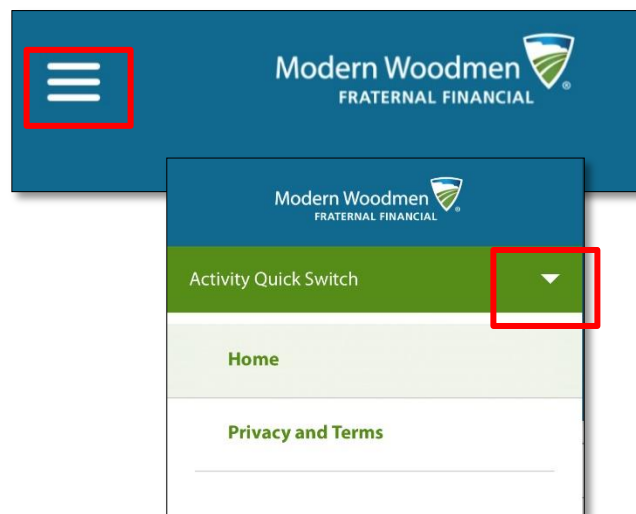 Modern Woodmen
FRATERNAL FINANCIAL®
Modern Woodmen
FRATERNAL FINANCIAL
Activity Quick Switch
Home
Privacy and Terms